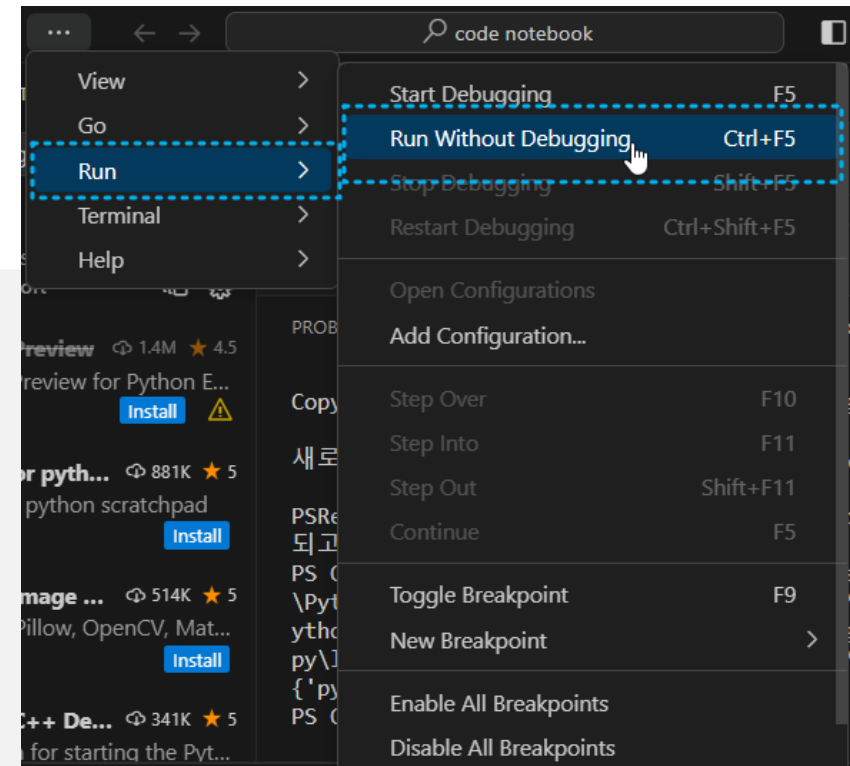 ... code notebook
View
Go
Run
Terminal
Help
Start Debugging F5
Run Without Debugging Ctrl+F5
Stop Debugging Shift+F5
Restart Debugging Ctrl+Shift+F5
Open Configurations
Add Configuration...
Step Over F10
Step Into F11
Step Out Shift+F11
Continue F5
Toggle Breakpoint F9
New Breakpoint
Enable All Breakpoints
Disable All Breakpoints
Preview 1.4M ★ 4.5
review for Python E...
Install
or pyth... 881K ★ 5
python scratchpad
Install
mage ... 514K ★ 5
Pillow, OpenCV, Mat...
Install
C++ De... 341K ★ 5
for starting the Pyt...
PROB
Copy
새로
PSRe
되고
PS
\Pyt
ytho
py\
{'py
PS